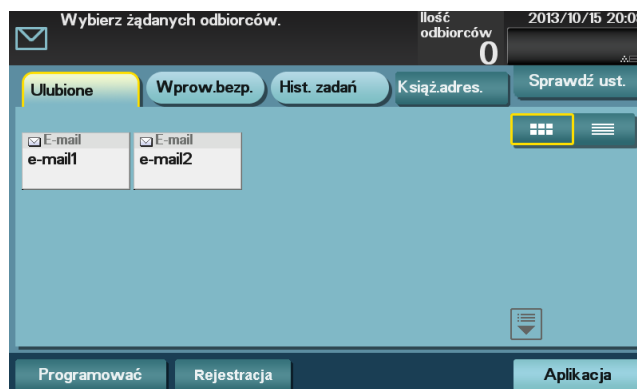 Wybierz żądanych odbiorców.
Ilość
odbiorców
0
2013/10/15 20:0
Ulubione
Wprow.bezp.
Hist. zadań
Książ.adres.
Sprawdź ust.
E-mail
e-mail1
E-mail
e-mail2
Programować
Rejestracja
Aplikacja